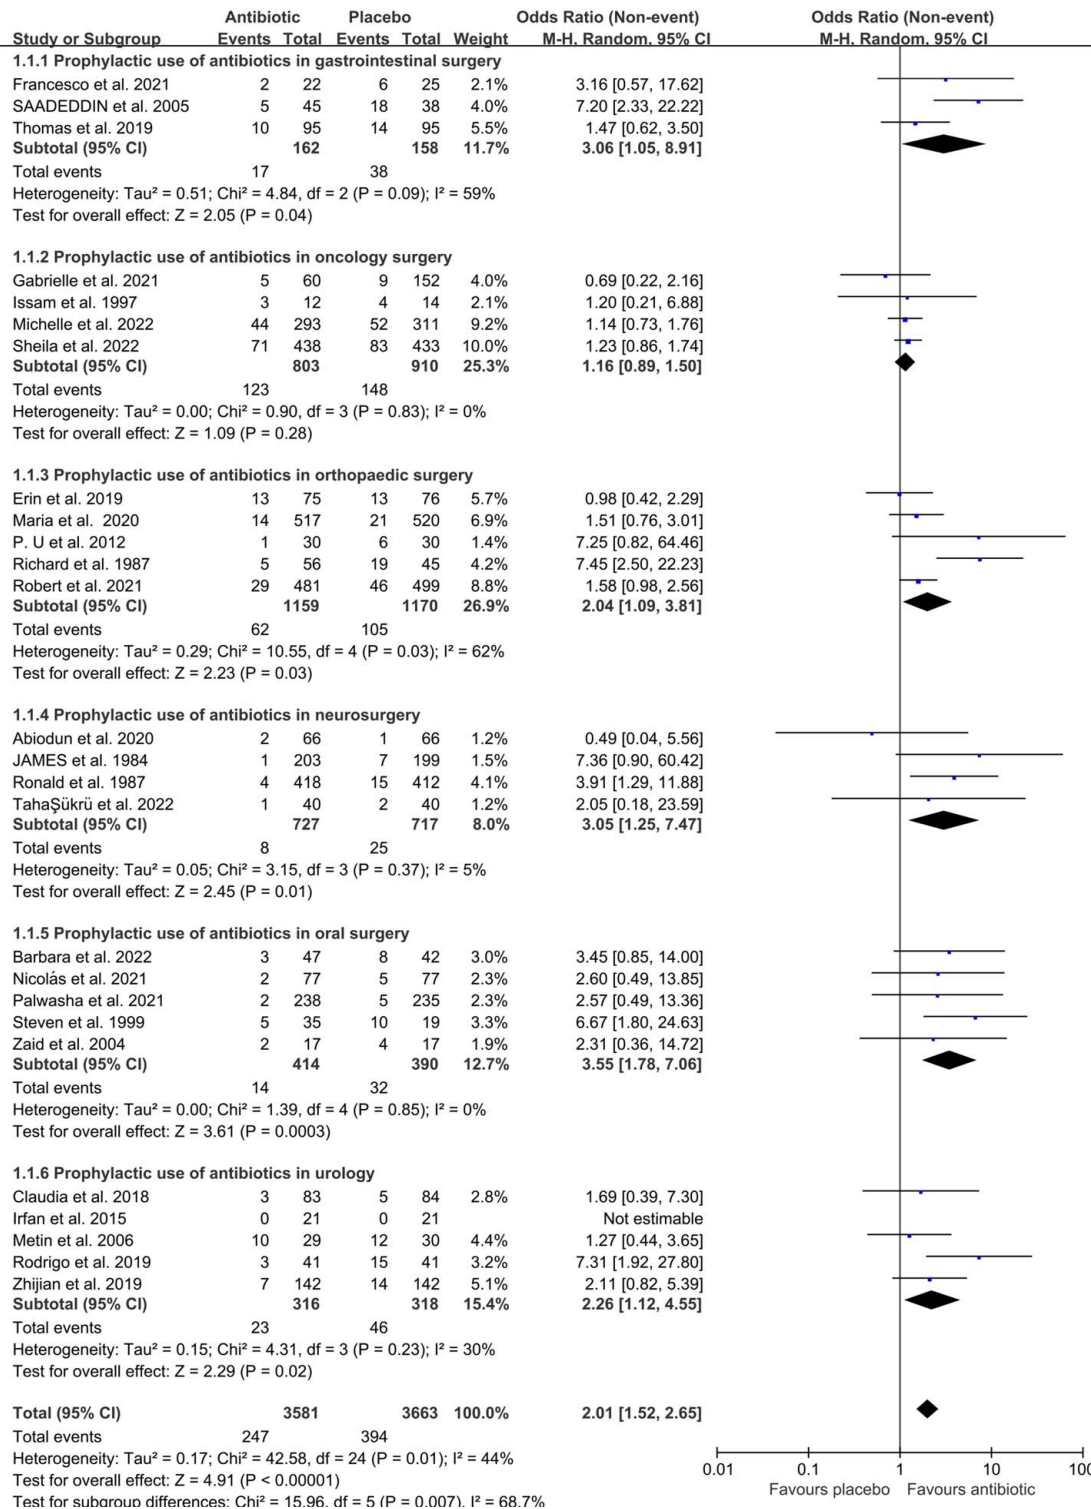 Antibiotic Placebo Odds Ratio (Non-event) Odds Ratio (Non-event)
Study or Subgroup Events Total Events Total Weight M-H, Random, 95% CI M-H, Random, 95% CI
1.1.1 Prophylactic use of antibiotics in gastrointestinal surgery
Francesco et al. 2021 2 22 6 25 2.1% 3.16 [0.57, 17.62]
SAADEDDIN et al. 2005 5 45 18 38 4.0% 7.20 [2.33, 22.22]
Thomas et al. 2019 10 95 14 95 5.5% 1.47 [0.62, 3.50]
Subtotal (95% CI) 162 158 11.7% 3.06 [1.05, 8.91]
Total events 17 38
Heterogeneity: Tau² = 0.51; Chi² = 4.84, df = 2 (P = 0.09); I² = 59%
Test for overall effect: Z = 2.05 (P = 0.04)
1.1.2 Prophylactic use of antibiotics in oncology surgery
Gabrielle et al. 2021 5 60 9 152 4.0% 0.69 [0.22, 2.16]
Issam et al. 1997 3 12 4 14 2.1% 1.20 [0.21, 6.88]
Michelle et al. 2022 44 293 52 311 9.2% 1.14 [0.73, 1.76]
Sheila et al. 2022 71 438 83 433 10.0% 1.23 [0.86, 1.74]
Subtotal (95% CI) 803 910 25.3% 1.16 [0.89, 1.50]
Total events 123 148
Heterogeneity: Tau² = 0.00; Chi² = 0.90, df = 3 (P = 0.83); I² = 0%
Test for overall effect: Z = 1.09 (P = 0.28)
1.1.3 Prophylactic use of antibiotics in orthopaedic surgery
Erin et al. 2019 13 75 13 76 5.7% 0.98 [0.42, 2.29]
Maria et al. 2020 14 517 21 520 6.9% 1.51 [0.76, 3.01]
P. U et al. 2012 1 30 6 30 1.4% 7.25 [0.82, 64.46]
Richard et al. 1987 5 56 19 45 4.2% 7.45 [2.50, 22.23]
Robert et al. 2021 29 481 46 499 8.8% 1.58 [0.98, 2.56]
Subtotal (95% CI) 1159 1170 26.9% 2.04 [1.09, 3.81]
Total events 62 105
Heterogeneity: Tau² = 0.29; Chi² = 10.55, df = 4 (P = 0.03); I² = 62%
Test for overall effect: Z = 2.23 (P = 0.03)
1.1.4 Prophylactic use of antibiotics in neurosurgery
Abiodun et al. 2020 2 66 1 66 1.2% 0.49 [0.04, 5.56]
JAMES et al. 1984 1 203 7 199 1.5% 7.36 [0.90, 60.42]
Ronald et al. 1987 4 418 15 412 4.1% 3.91 [1.29, 11.88]
TahaŞükrü et al. 2022 1 40 2 40 1.2% 2.05 [0.18, 23.59]
Subtotal (95% CI) 727 717 8.0% 3.05 [1.25, 7.47]
Total events 8 25
Heterogeneity: Tau² = 0.05; Chi² = 3.15, df = 3 (P = 0.37); I² = 5%
Test for overall effect: Z = 2.45 (P = 0.01)
1.1.5 Prophylactic use of antibiotics in oral surgery
Barbara et al. 2022 3 47 8 42 3.0% 3.45 [0.85, 14.00]
Nicolás et al. 2021 2 77 5 77 2.3% 2.60 [0.49, 13.85]
Palwasha et al. 2021 2 238 5 235 2.3% 2.57 [0.49, 13.36]
Steven et al. 1999 5 35 10 19 3.3% 6.67 [1.80, 24.63]
Zaid et al. 2004 2 17 4 17 1.9% 2.31 [0.36, 14.72]
Subtotal (95% CI) 414 390 12.7% 3.55 [1.78, 7.06]
Total events 14 32
Heterogeneity: Tau² = 0.00; Chi² = 1.39, df = 4 (P = 0.85); I² = 0%
Test for overall effect: Z = 3.61 (P = 0.0003)
1.1.6 Prophylactic use of antibiotics in urology
Claudia et al. 2018 3 83 5 84 2.8% 1.69 [0.39, 7.30]
Irfan et al. 2015 0 21 0 21 Not estimable
Metin et al. 2006 10 29 12 30 4.4% 1.27 [0.44, 3.65]
Rodrigo et al. 2019 3 41 15 41 3.2% 7.31 [1.92, 27.80]
Zhijian et al. 2019 7 142 14 142 5.1% 2.11 [0.82, 5.39]
Subtotal (95% CI) 316 318 15.4% 2.26 [1.12, 4.55]
Total events 23 46
Heterogeneity: Tau² = 0.15; Chi² = 4.31, df = 3 (P = 0.23); I² = 30%
Test for overall effect: Z = 2.29 (P = 0.02)
Total (95% CI) 3581 3663 100.0% 2.01 [1.52, 2.65]
Total events 247 394
Heterogeneity: Tau² = 0.17; Chi² = 42.58, df = 24 (P = 0.01); I² = 44%
Test for overall effect: Z = 4.91 (P < 0.00001)
Test for subgroup differences: Chi² = 15.96, df = 5 (P = 0.007), I² = 68.7%
0.01 0.1 1 10 100
Favours placebo Favours antibiotic